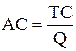 AC = TC/Q